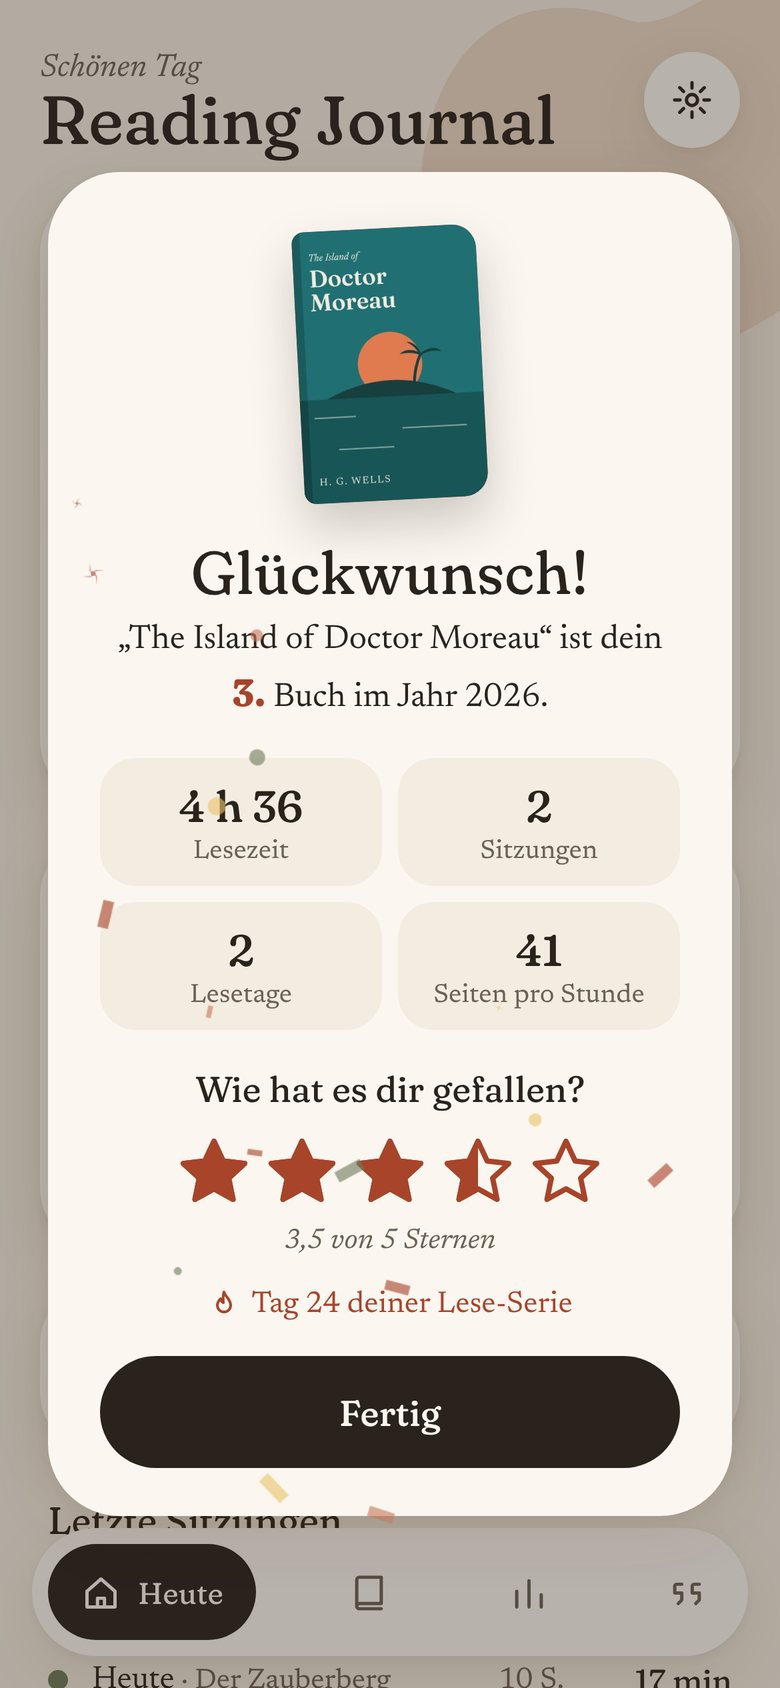 Schönen Tag
Reading Journal
The Island of
Doctor
Moreau
H. G. WELLS
Glückwunsch!
„The Island of Doctor Moreau“ ist dein
3. Buch im Jahr 2026.
4 h 36
Lesezeit
2
Sitzungen
2
Lesetage
41
Seiten pro Stunde
Wie hat es dir gefallen?
3,5 von 5 Sternen
Tag 24 deiner Lese-Serie
Fertig
Letzte Sitzungen
Heute
Heute · Der Zauberberg 10 S. 17 min